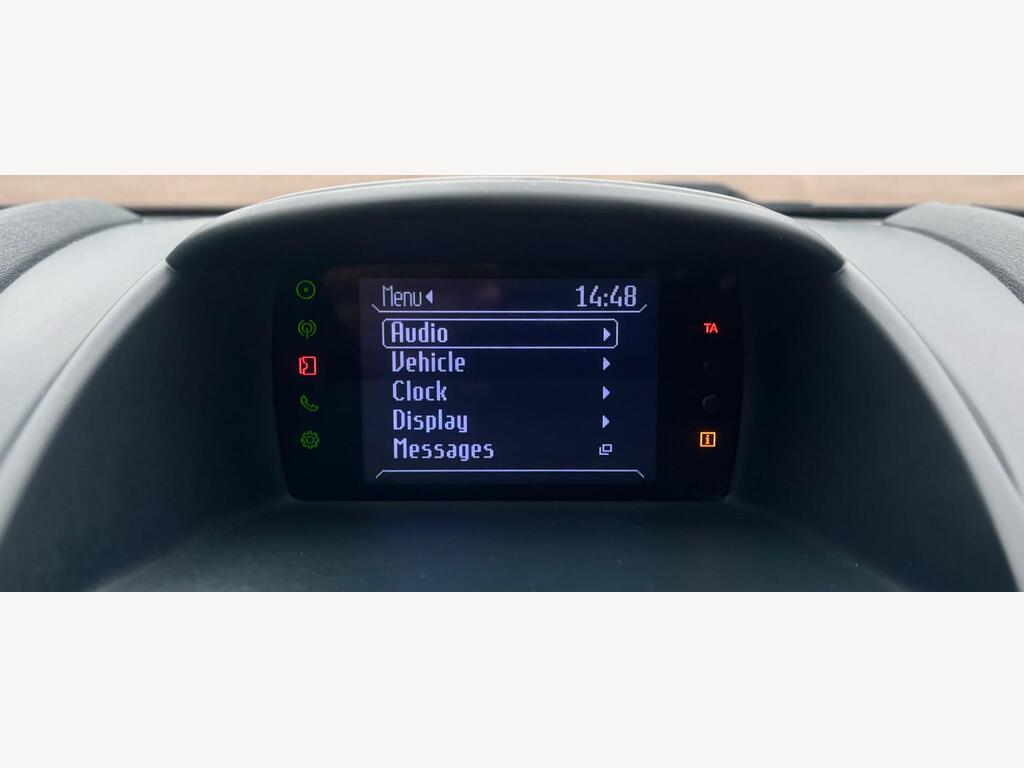 Menu 14:48
Audio
TA
Vehicle
Clock
Display
Messages
i